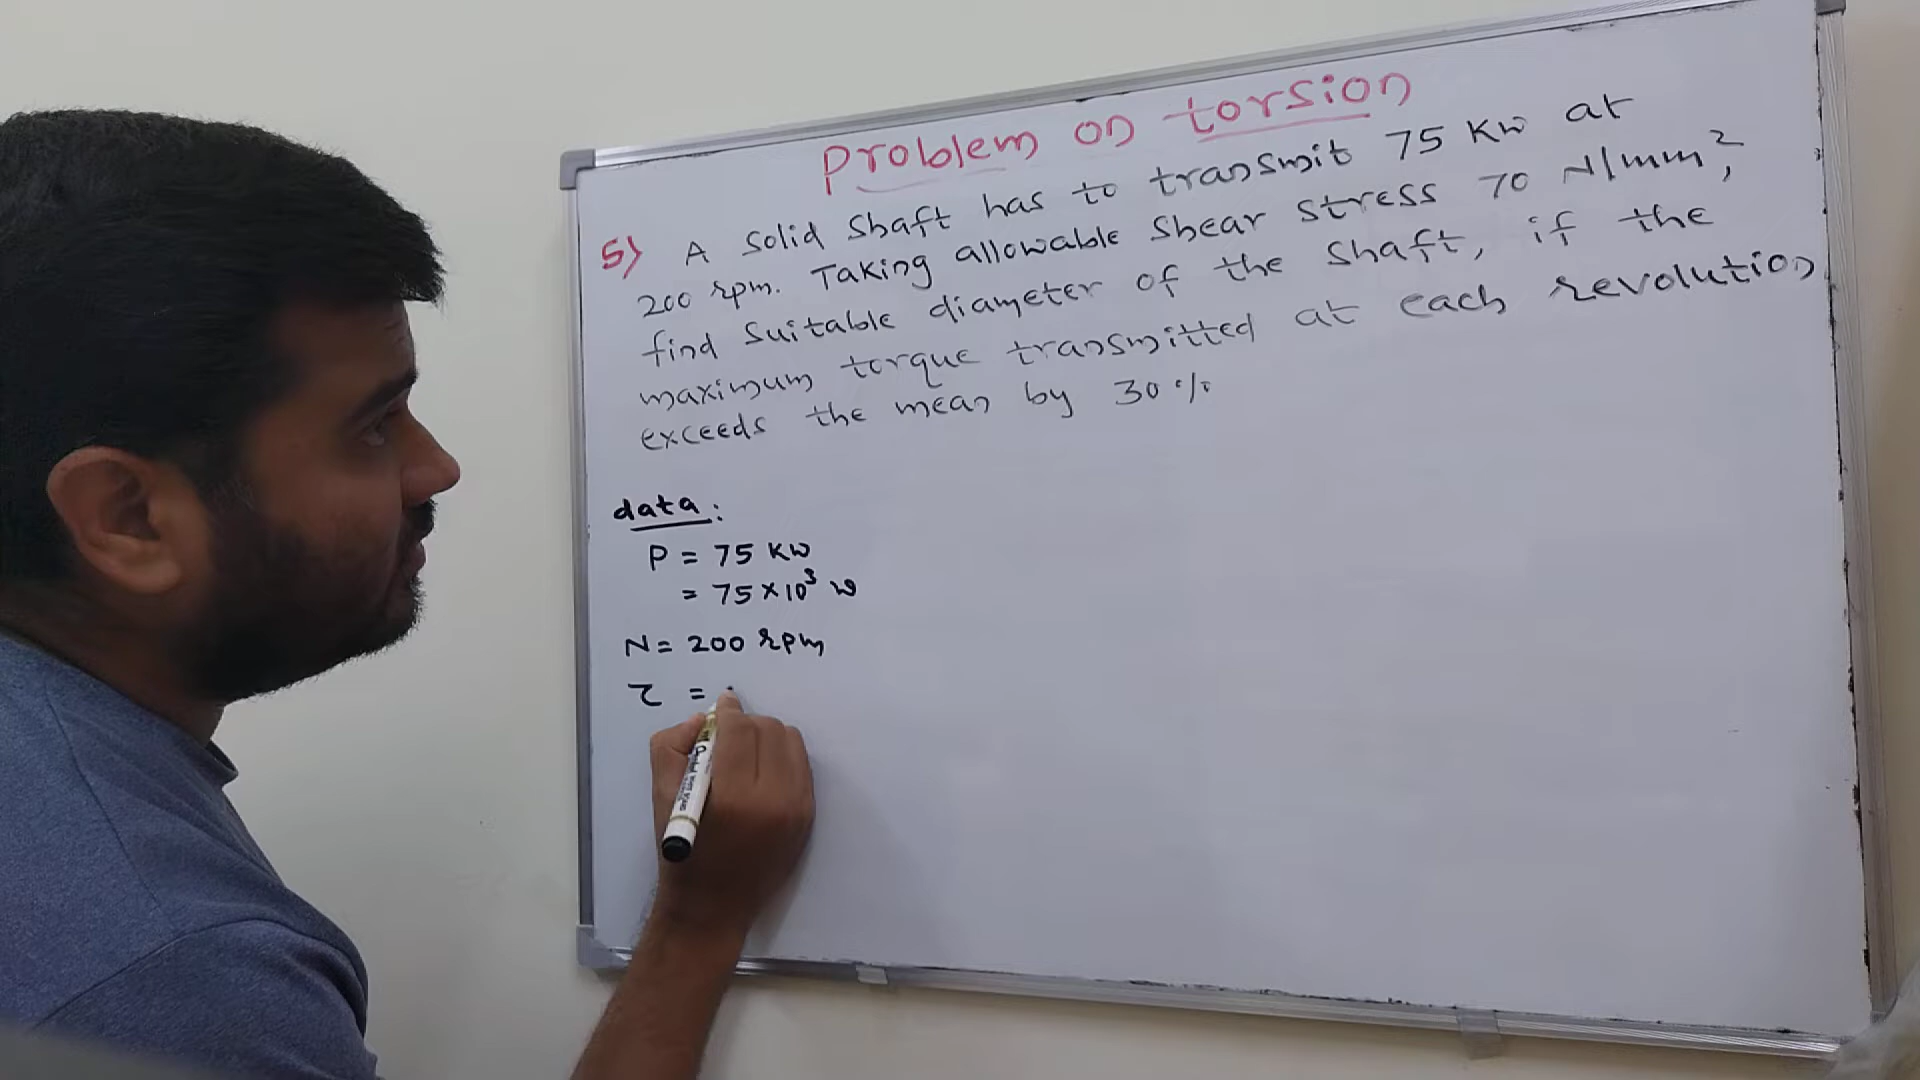 Problem on torsion
5) A solid shaft has to transmit 75 KW at
200 rpm. Taking allowable shear stress 70 N/mm²,
find suitable diameter of the shaft, if the
maximum torque transmitted at each revolution
exceeds the mean by 30%
data:
P = 75 KW
= 75×10³ W
N = 200 rpm
τ =